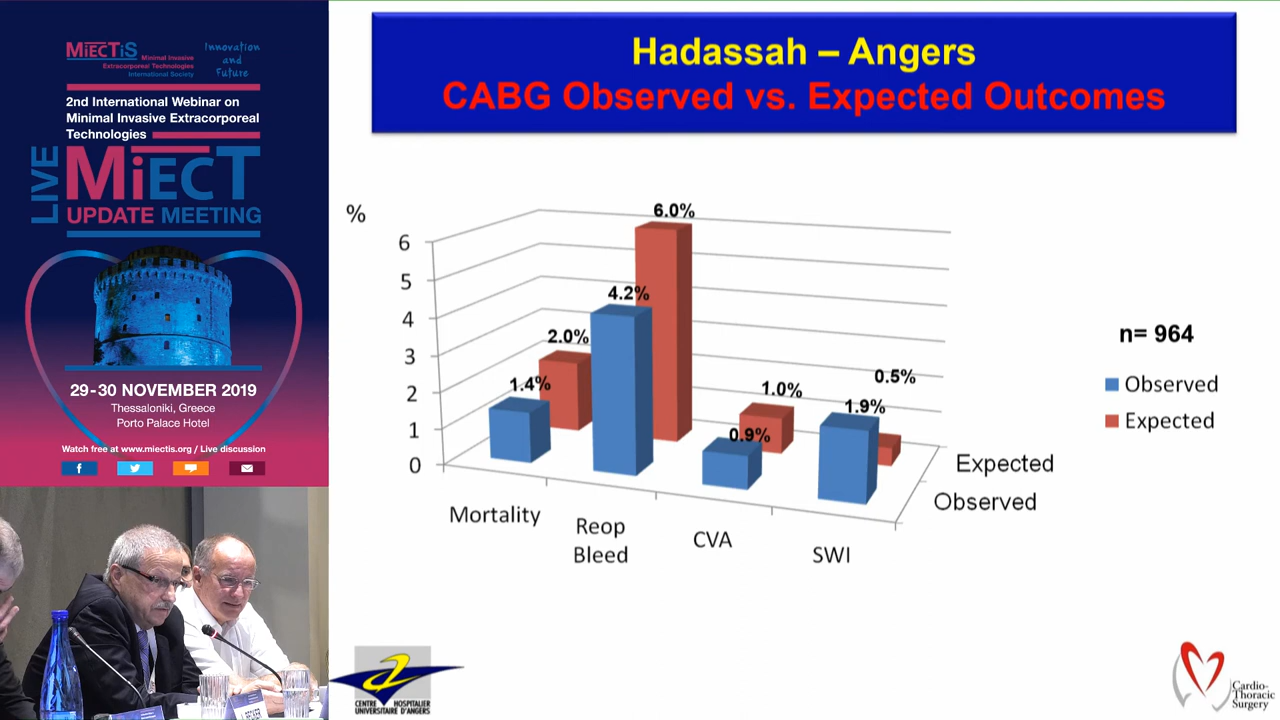 MiECTiS
Minimal Invasive
Extracorporeal Technologies
International Society
Innovation
and
Future
2nd International Webinar on
Minimal Invasive Extracorporeal
Technologies
LIVE
MiECT
UPDATE MEETING
29-30 NOVEMBER 2019
Thessaloniki, Greece
Porto Palace Hotel
Watch free at www.miectis.org / Live discussion
Hadassah – Angers
CABG Observed vs. Expected Outcomes
%
6
5
4
3
2
1
0
1.4%
2.0%
4.2%
6.0%
0.9%
1.0%
1.9%
0.5%
Mortality
Reop
Bleed
CVA
SWI
Expected
Observed
n= 964
Observed
Expected
CENTRE HOSPITALIER
UNIVERSITAIRE D'ANGERS
Cardio-
Thoracic
Surgery